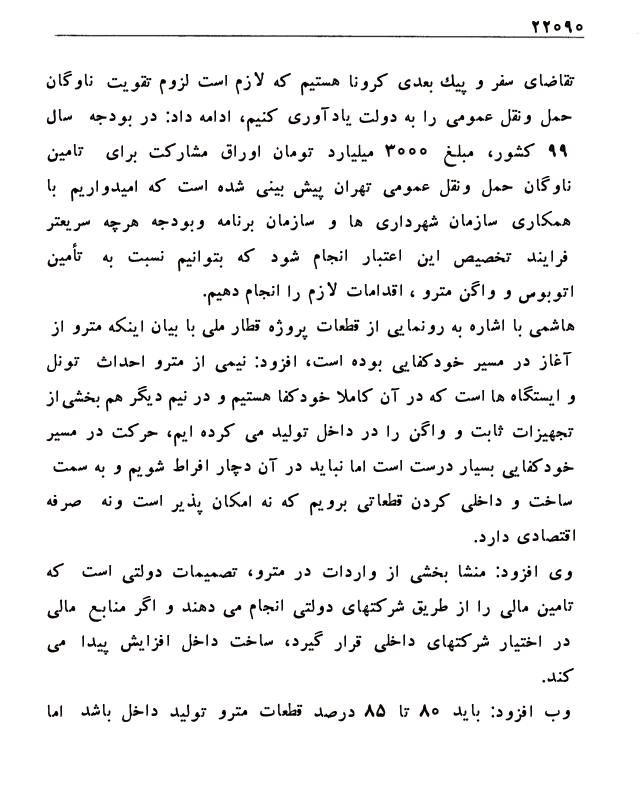 ۲۲۰۹۰
تقاضای سفر و پیك بعدی کرونا هستیم که لازم است لزوم تقویت ناوگان
حمل ونقل عمومی را به دولت یادآوری کنیم، ادامه داد: در بودجه سال
۹۹ کشور، مبلغ ۳۰۰۰ میلیارد تومان اوراق مشارکت برای تامین
ناوگان حمل ونقل عمومی تهران پیش بینی شده است که امیدواریم با
همکاری سازمان شهرداری ها و سازمان برنامه وبودجه هرچه سریعتر
فرایند تخصیص این اعتبار انجام شود که بتوانیم نسبت به تأمین
اتوبوس و واگن مترو ، اقدامات لازم را انجام دهیم.
هاشمی با اشاره به رونمایی از قطعات پروژه قطار ملی با بیان اینکه مترو از
آغاز در مسیر خودکفایی بوده است، افزود: نیمی از مترو احداث تونل
و ایستگاه ها است که در آن کاملا خودکفا هستیم و در نیم دیگر هم بخشی از
تجهیزات ثابت و واگن را در داخل تولید می کرده ایم، حرکت در مسیر
خودکفایی بسیار درست است اما نباید در آن دچار افراط شویم و به سمت
ساخت و داخلی کردن قطعاتی برویم که نه امکان پذیر است ونه صرفه
اقتصادی دارد.
وی افزود: منشا بخشی از واردات در مترو، تصمیمات دولتی است که
تامین مالی را از طریق شرکتهای دولتی انجام می دهند و اگر منابع مالی
در اختیار شرکتهای داخلی قرار گیرد، ساخت داخل افزایش پیدا می
کند.
وب افزود: باید ۸۰ تا ۸۵ درصد قطعات مترو تولید داخل باشد اما